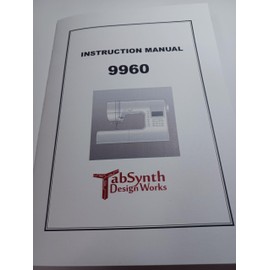 INSTRUCTION MANUAL
9960
TabSynth
Design Works